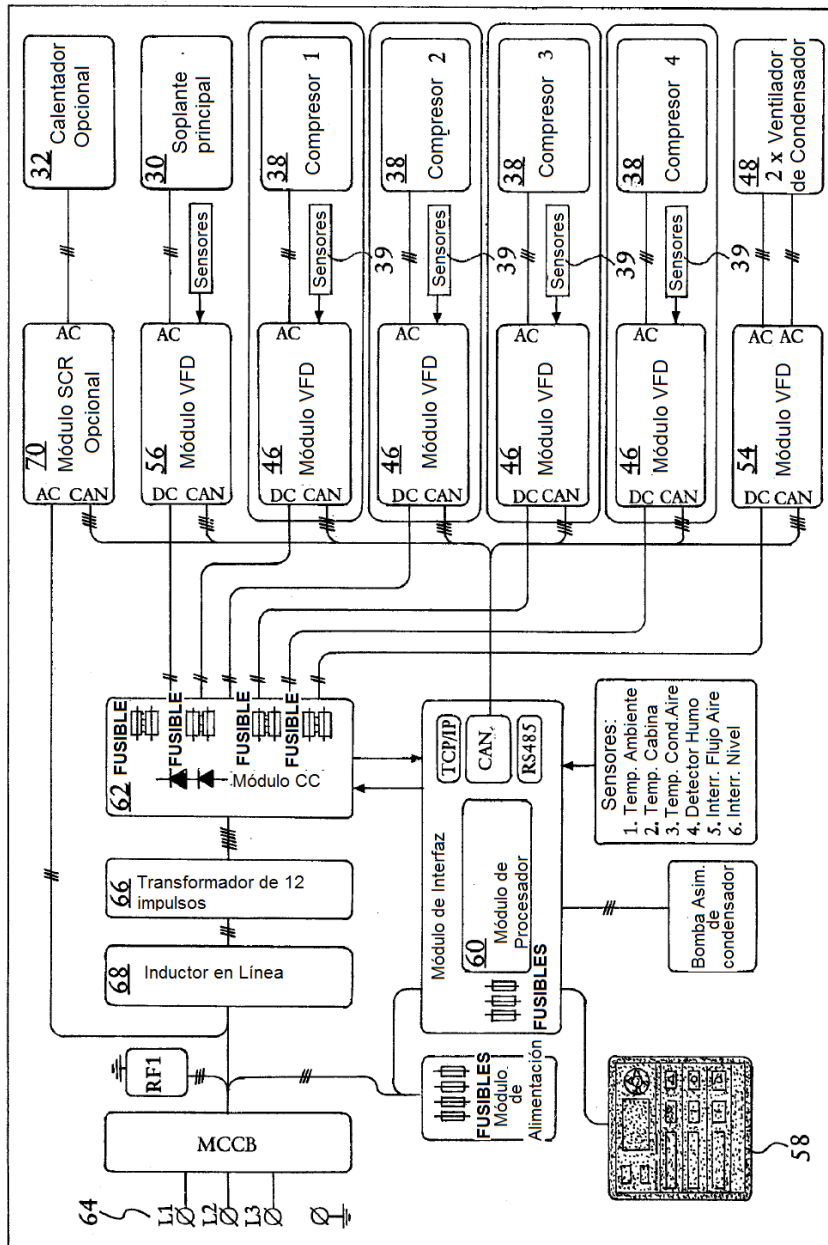 64
L1
L2
L3
MCCB
RF1
68
Inductor en Línea
66
Transformador de 12
impulsos
62
FUSIBLE
FUSIBLE
FUSIBLE
FUSIBLE
Módulo CC
FUSIBLES
Módulo
de
Alimentación
Módulo de Interfaz
60
Módulo de
Procesador
FUSIBLES
TCP/IP
CAN
RS485
58
Bomba Asim.
de
condensador
Sensores:
1. Temp. Ambiente
2. Temp. Cabina
3. Temp. Cond.Aire
4. Detector Humo
5. Interr. Flujo Aire
6. Interr. Nivel
70
Módulo SCR
Opcional
AC CAN
AC
32
Calentador
Opcional
56
Módulo VFD
DC CAN
AC
Sensores
30
Soplante
principal
46
Módulo VFD
DC CAN
AC
Sensores
39
38
Compresor 1
46
Módulo VFD
DC CAN
AC
Sensores
39
38
Compresor 2
46
Módulo VFD
DC CAN
AC
Sensores
39
38
Compresor 3
46
Módulo VFD
DC CAN
AC
Sensores
39
38
Compresor 4
54
Módulo VFD
DC CAN
AC
AC
48
2 x Ventilador
de Condensador